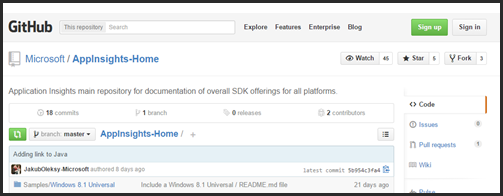 GitHub This repository Search Explore Features Enterprise Blog Sign up Sign in
Microsoft / AppInsights-Home Watch 45 Star 5 Fork 3
Application Insights main repository for documentation of overall SDK offerings for all platforms.
18 commits 1 branch 0 releases 2 contributors
Code
branch: master AppInsights-Home / +
Issues 0
Adding link to Java
Pull requests 1
JakubOleksy-Microsoft authored 8 days ago latest commit 5b954c3fa4
Wiki
Samples/Windows 8.1 Universal Include a Windows 8.1 Universal / README.md file 21 days ago
Pulse